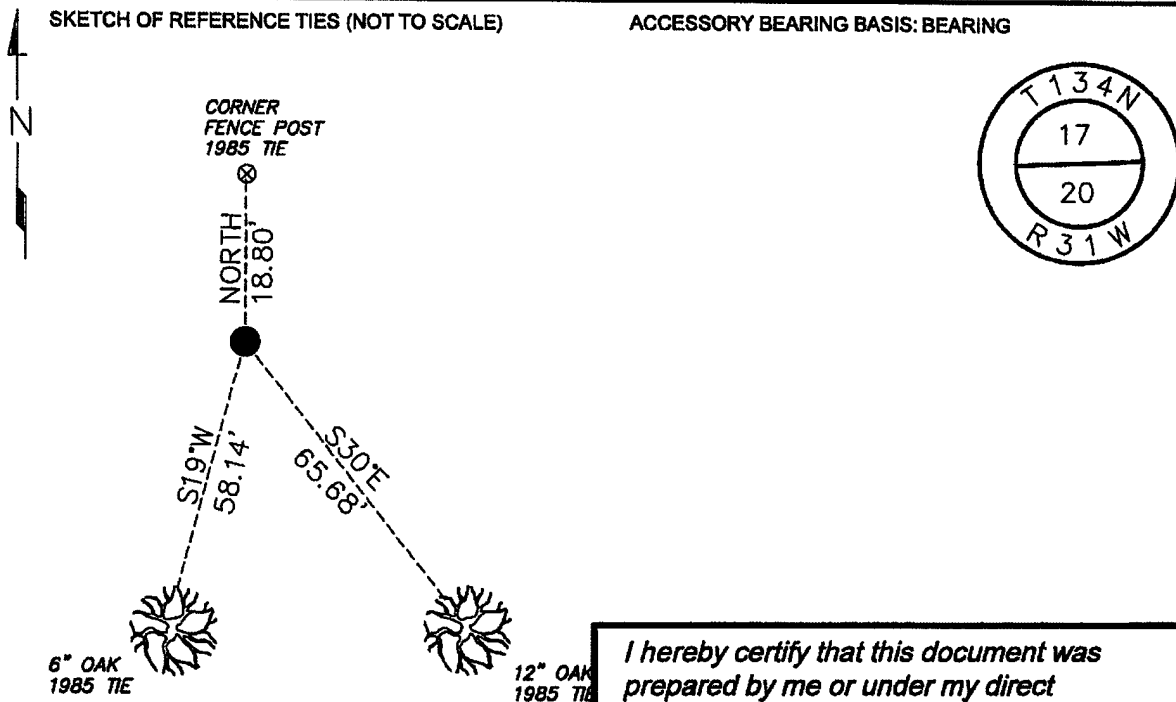 SKETCH OF REFERENCE TIES (NOT TO SCALE)
ACCESSORY BEARING BASIS: BEARING
N
CORNER
FENCE POST
1985 TIE
T134N
17
20
R31W
NORTH
18.80'
S19°W
58.14'
S30°E
65.68'
6" OAK
1985 TIE
12" OAK
1985 TIE
I hereby certify that this document was
prepared by me or under my direct